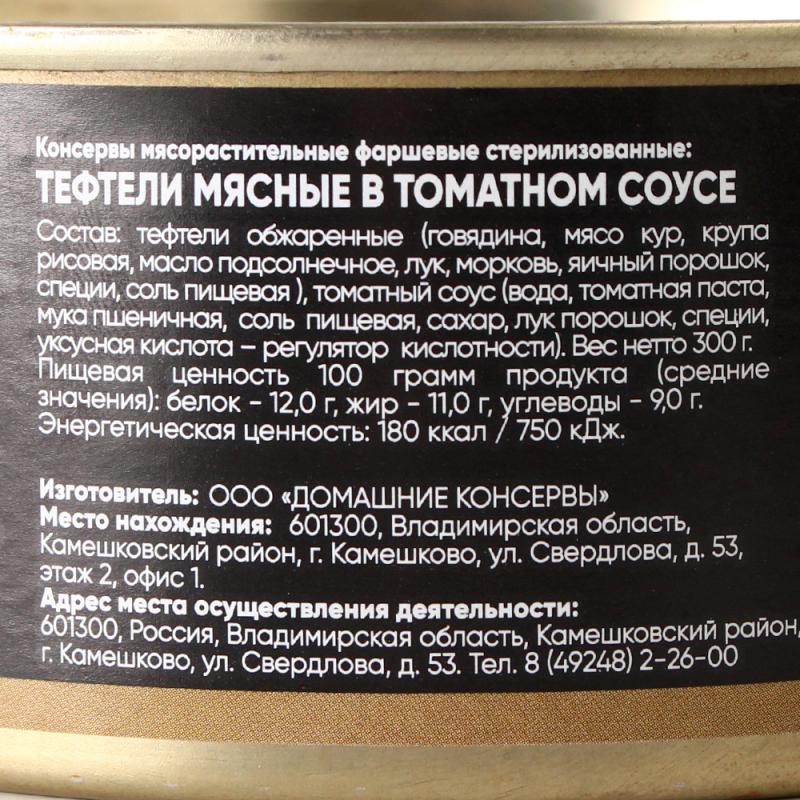 Консервы мясорастительные фаршевые стерилизованные:
ТЕФТЕЛИ МЯСНЫЕ В ТОМАТНОМ СОУСЕ
Состав: тефтели обжаренные (говядина, мясо кур, крупа
рисовая, масло подсолнечное, лук, морковь, яичный порошок,
специи, соль пищевая ), томатный соус (вода, томатная паста,
мука пшеничная, соль пищевая, сахар, лук порошок, специи,
уксусная кислота – регулятор кислотности). Вес нетто 300 г.
Пищевая ценность 100 грамм продукта (средние
значения): белок - 12,0 г, жир - 11,0 г, углеводы - 9,0 г.
Энергетическая ценность: 180 ккал / 750 кДж.
Изготовитель: ООО «ДОМАШНИЕ КОНСЕРВЫ»
Место нахождения: 601300, Владимирская область,
Камешковский район, г. Камешково, ул. Свердлова, д. 53,
этаж 2, офис 1.
Адрес места осуществления деятельности:
601300, Россия, Владимирская область, Камешковский район,
г. Камешково, ул. Свердлова, д. 53. Тел. 8 (49248) 2-26-00